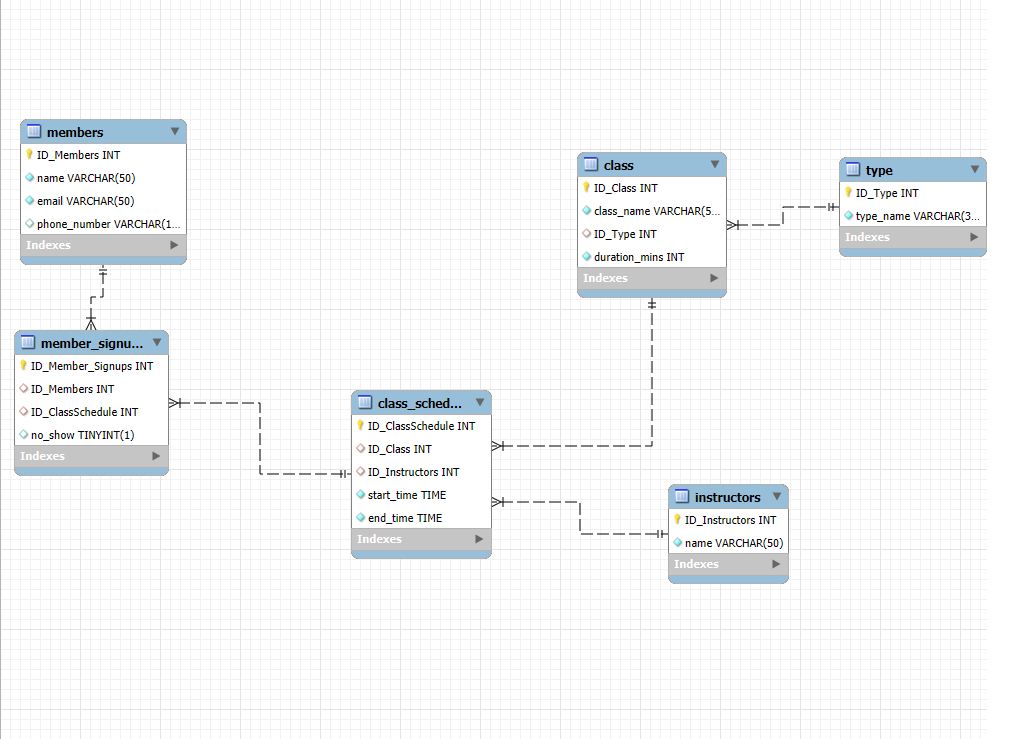 members
ID_Members INT
name VARCHAR(50)
email VARCHAR(50)
phone_number VARCHAR(1...
Indexes
member_signu...
ID_Member_Signups INT
ID_Members INT
ID_ClassSchedule INT
no_show TINYINT(1)
Indexes
class_sched...
ID_ClassSchedule INT
ID_Class INT
ID_Instructors INT
start_time TIME
end_time TIME
Indexes
class
ID_Class INT
class_name VARCHAR(5...
ID_Type INT
duration_mins INT
Indexes
type
ID_Type INT
type_name VARCHAR(3...
Indexes
instructors
ID_Instructors INT
name VARCHAR(50)
Indexes